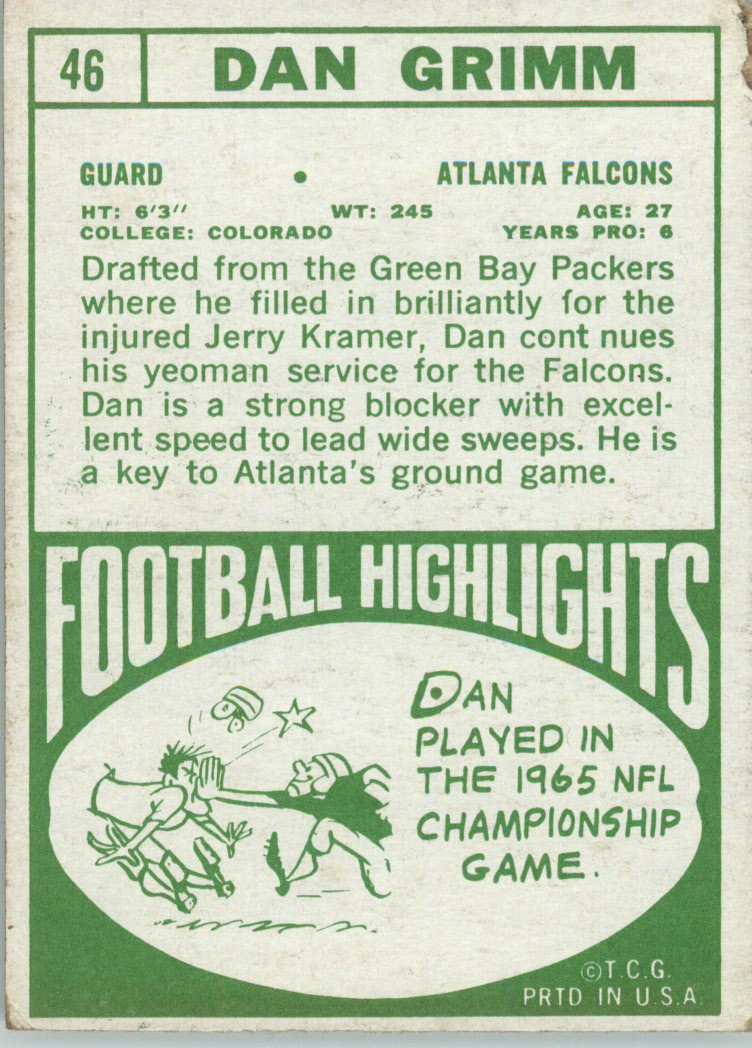 46 DAN GRIMM
GUARD • ATLANTA FALCONS
HT: 6'3" WT: 245 AGE: 27
COLLEGE: COLORADO YEARS PRO: 6
Drafted from the Green Bay Packers
where he filled in brilliantly for the
injured Jerry Kramer, Dan cont nues
his yeoman service for the Falcons.
Dan is a strong blocker with excel-
lent speed to lead wide sweeps. He is
a key to Atlanta's ground game.
FOOTBALL HIGHLIGHTS
DAN
PLAYED IN
THE 1965 NFL
CHAMPIONSHIP
GAME.
©T.C.G.
PRTD IN U.S.A.